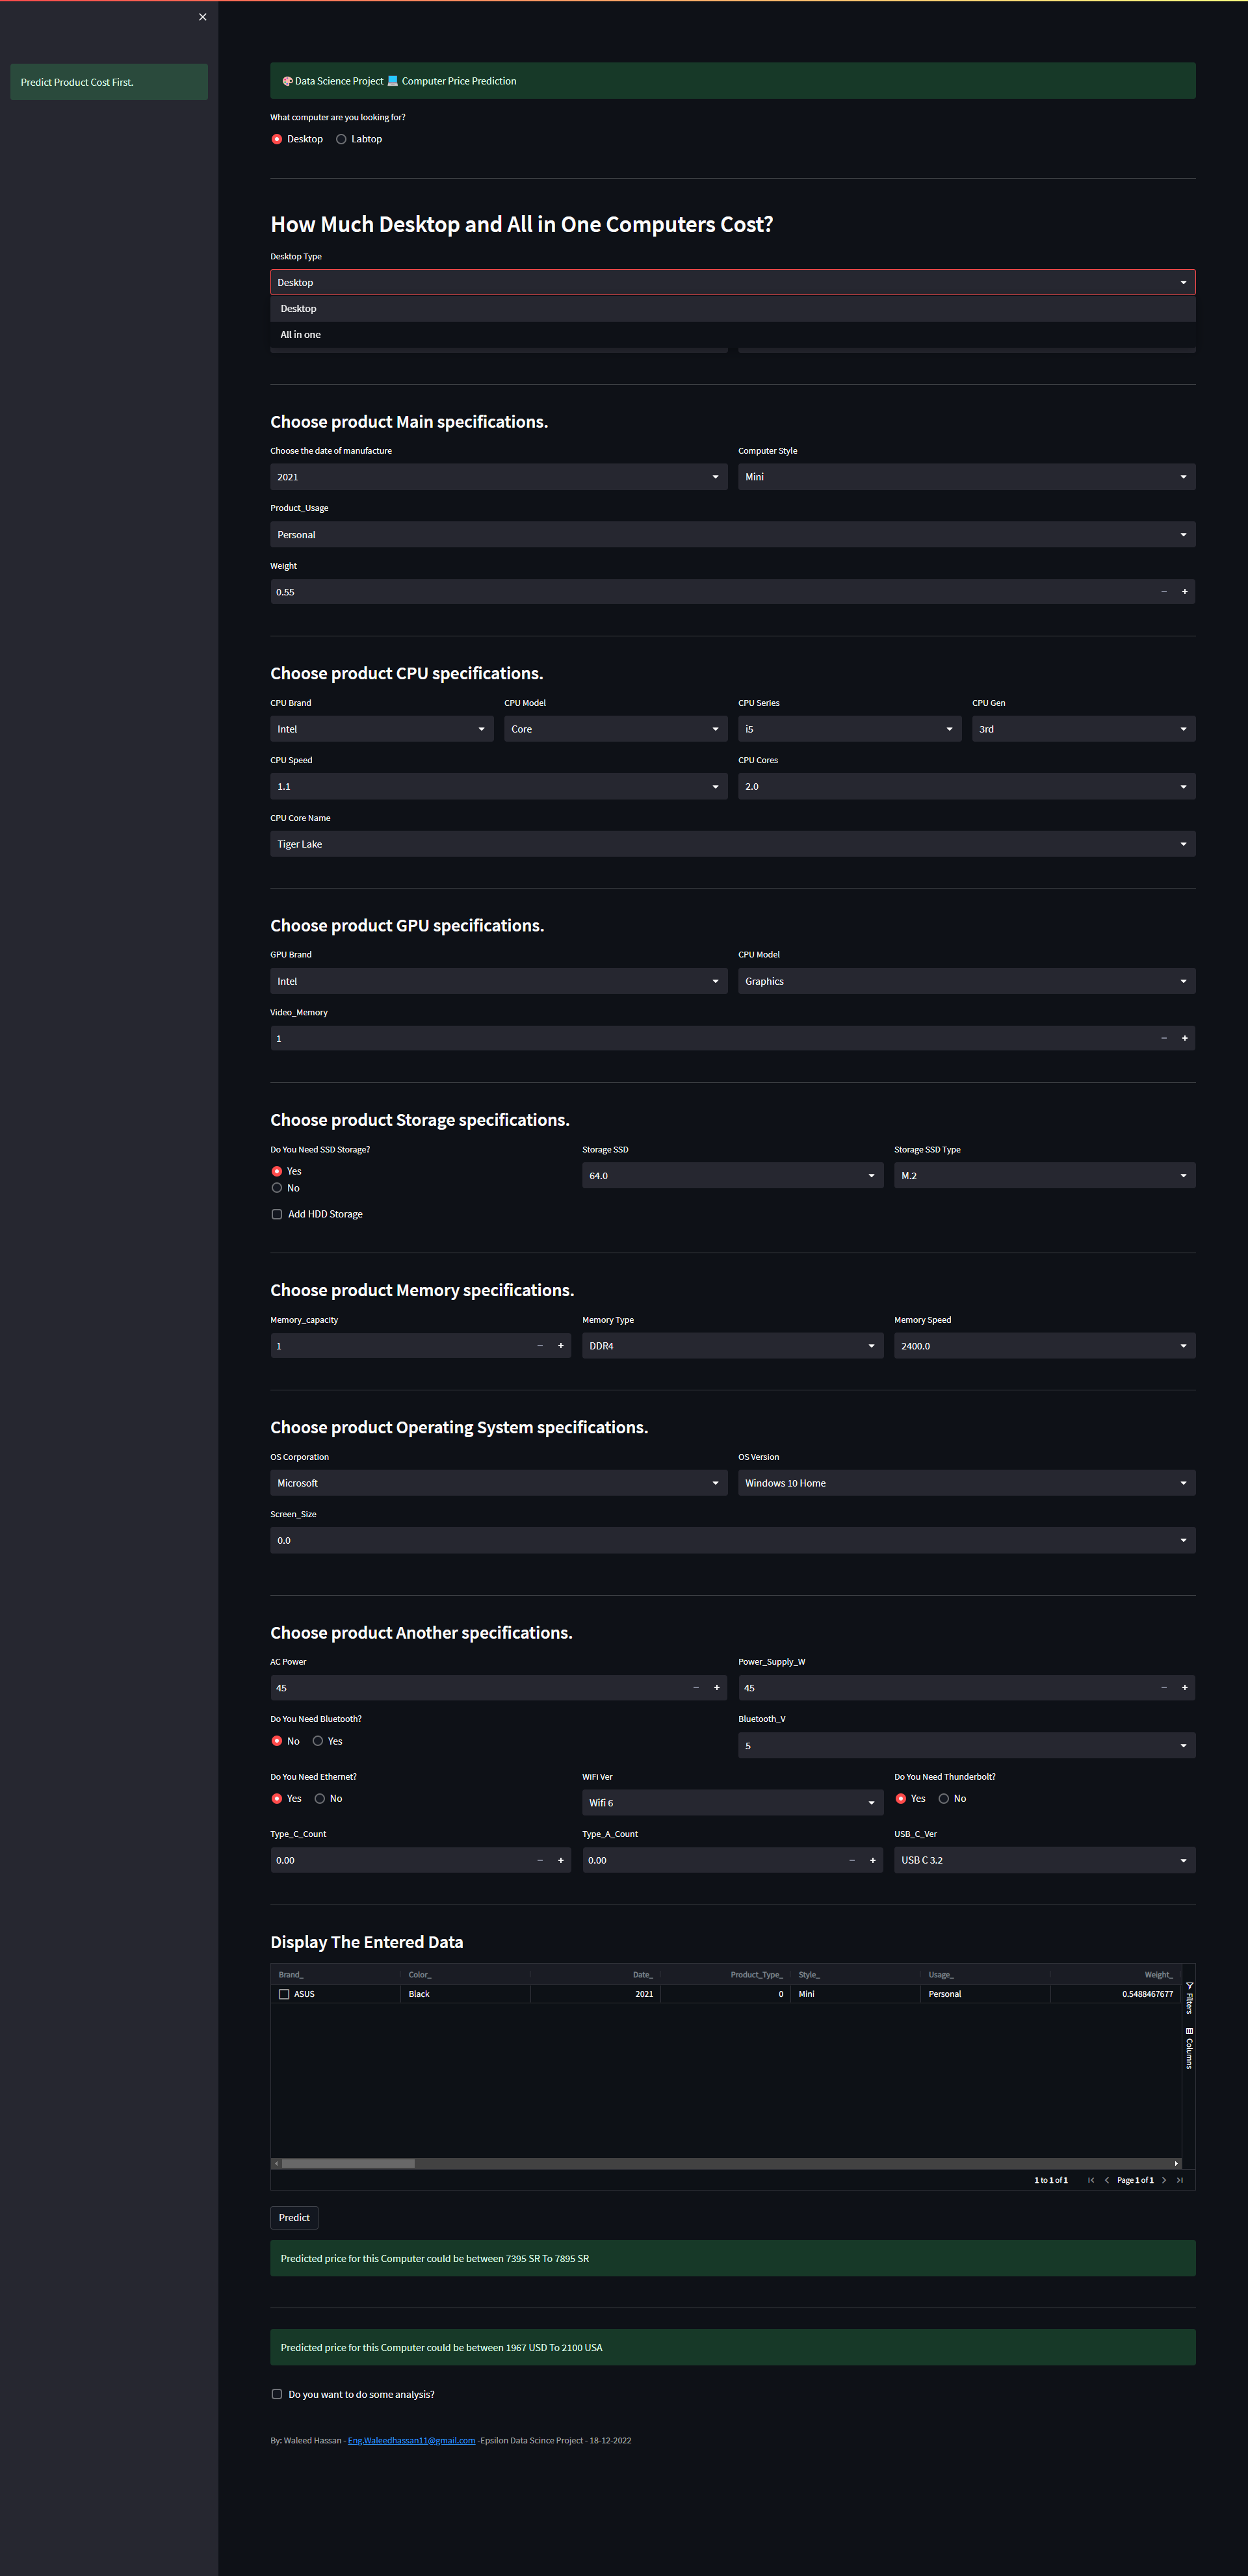 Predict Product Cost First.
🎨 Data Science Project 💻 Computer Price Prediction
What computer are you looking for?
Desktop Labtop
How Much Desktop and All in One Computers Cost?
Desktop Type
Desktop
Desktop
All in one
Choose product Main specifications.
Choose the date of manufacture Computer Style
2021 Mini
Product_Usage
Personal
Weight
0.55 − +
Choose product CPU specifications.
CPU Brand CPU Model CPU Series CPU Gen
Intel Core i5 3rd
CPU Speed CPU Cores
1.1 2.0
CPU Core Name
Tiger Lake
Choose product GPU specifications.
GPU Brand CPU Model
Intel Graphics
Video_Memory
1 − +
Choose product Storage specifications.
Do You Need SSD Storage? Storage SSD Storage SSD Type
Yes 64.0 M.2
No
Add HDD Storage
Choose product Memory specifications.
Memory_capacity Memory Type Memory Speed
1 − + DDR4 2400.0
Choose product Operating System specifications.
OS Corporation OS Version
Microsoft Windows 10 Home
Screen_Size
0.0
Choose product Another specifications.
AC Power Power_Supply_W
45 − + 45 − +
Do You Need Bluetooth? Bluetooth_V
No Yes 5
Do You Need Ethernet? WiFi Ver Do You Need Thunderbolt?
Yes No Wifi 6 Yes No
Type_C_Count Type_A_Count USB_C_Ver
0.00 − + 0.00 − + USB C 3.2
Display The Entered Data
Brand_ Color_ Date_ Product_Type_ Style_ Usage_ Weight_
ASUS Black 2021 0 Mini Personal 0.5488467677
Filters
Columns
1 to 1 of 1 Page 1 of 1
Predict
Predicted price for this Computer could be between 7395 SR To 7895 SR
Predicted price for this Computer could be between 1967 USD To 2100 USA
Do you want to do some analysis?
By: Waleed Hassan - Eng.Waleedhassan11@gmail.com -Epsilon Data Scince Project - 18-12-2022